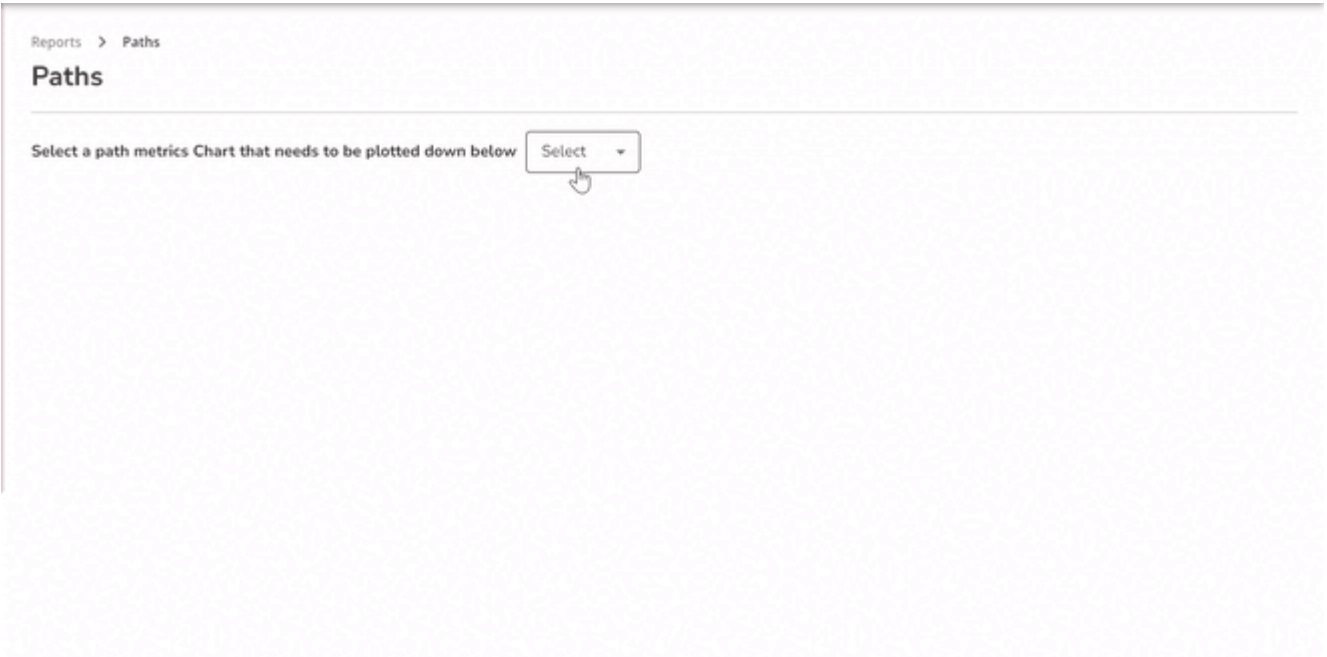 Reports > Paths
Paths
Select a path metrics Chart that needs to be plotted down below Select